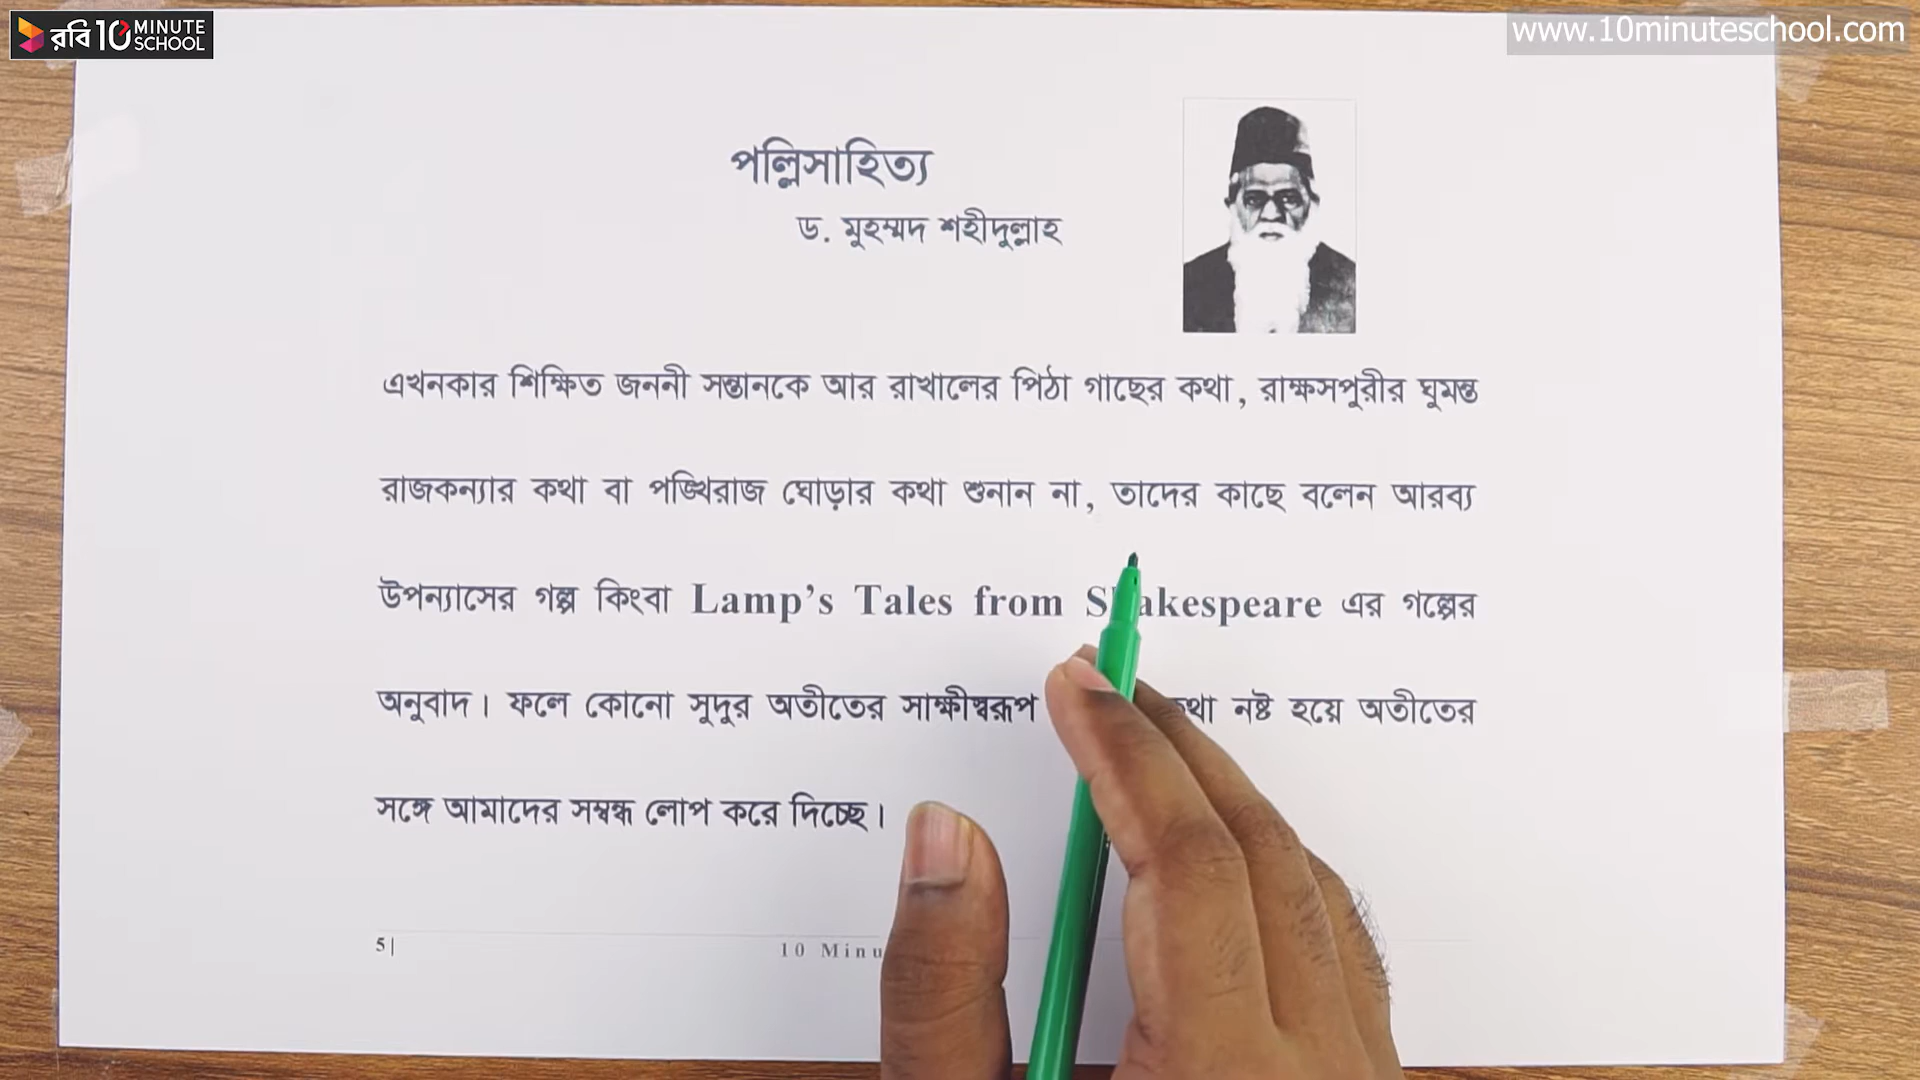 রবি 10 MINUTE SCHOOL
www.10minuteschool.com
পল্লিসাহিত্য
ড. মুহম্মদ শহীদুল্লাহ
এখনকার শিক্ষিত জননী সন্তানকে আর রাখালের পিঠা গাছের কথা, রাক্ষসপুরীর ঘুমন্ত
রাজকন্যার কথা বা পঙ্খিরাজ ঘোড়ার কথা শুনান না, তাদের কাছে বলেন আরব্য
উপন্যাসের গল্প কিংবা Lamp's Tales from Shakespeare এর গল্পের
অনুবাদ। ফলে কোনো সুদূর অতীতের সাক্ষীস্বরূপ নষ্ট হয়ে অতীতের
সঙ্গে আমাদের সম্বন্ধ লোপ করে দিচ্ছে।
5|
10 Minu